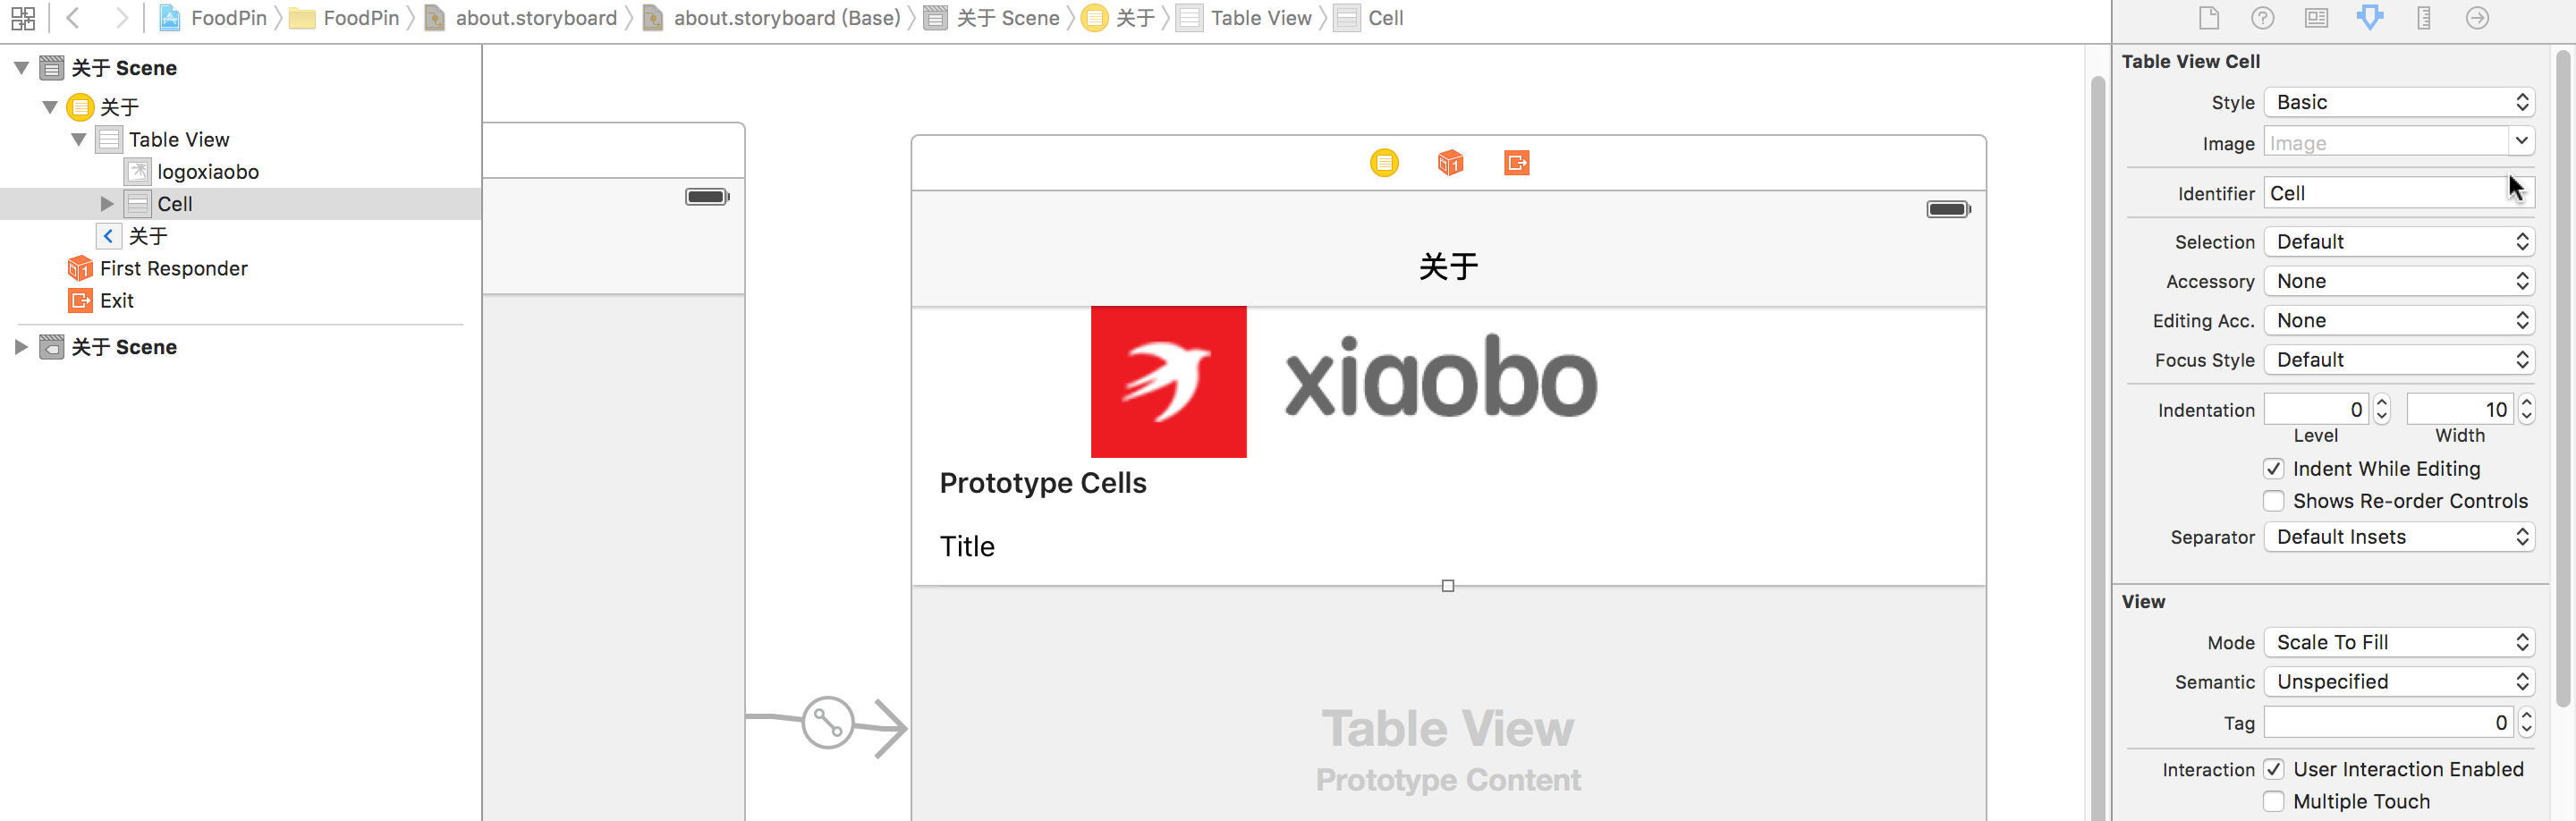 FoodPin FoodPin about.storyboard about.storyboard (Base) 关于 Scene 关于 Table View Cell
关于 Scene
关于
Table View
logoxiaobo
Cell
关于
First Responder
Exit
关于 Scene
关于
xiaobo
Prototype Cells
Title
Table View
Prototype Content
Table View Cell
Style Basic
Image Image
Identifier Cell
Selection Default
Accessory None
Editing Acc. None
Focus Style Default
Indentation 0 10
Level Width
Indent While Editing
Shows Re-order Controls
Separator Default Insets
View
Mode Scale To Fill
Semantic Unspecified
Tag 0
Interaction User Interaction Enabled
Multiple Touch